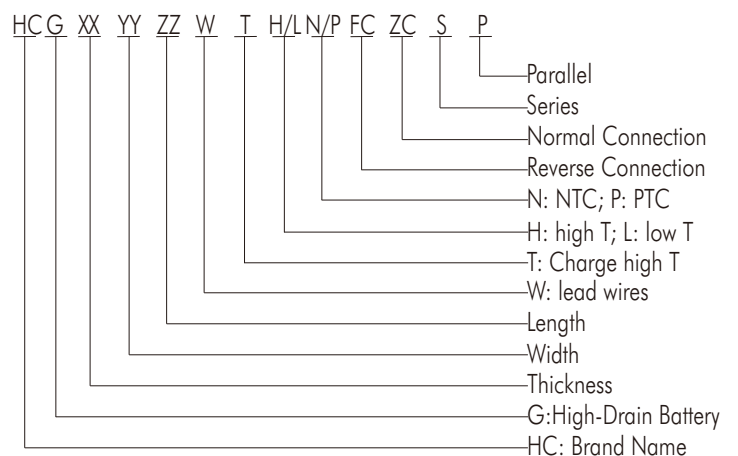 HC G XX YY ZZ W T H/L N/P FC ZC S P
Parallel
Series
Normal Connection
Reverse Connection
N: NTC; P: PTC
H: high T; L: low T
T: Charge high T
W: lead wires
Length
Width
Thickness
G:High-Drain Battery
HC: Brand Name